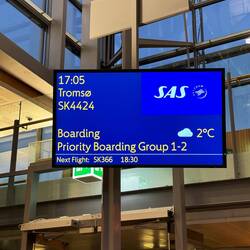 17:05
Tromsø
SK4424
SAS
Boarding
2°C
Priority Boarding Group 1-2
Next Flight: SK366 18:30